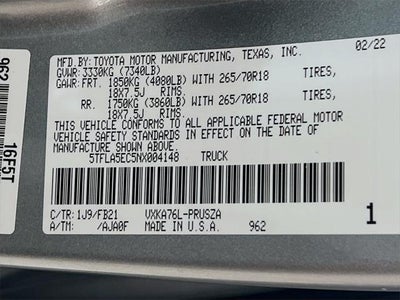 MFD.BY:TOYOTA MOTOR MANUFACTURING, TEXAS, INC. 02/22
GVWR: 3330KG (7340LB)
GAWR:FRT. 1850KG (4080LB) WITH 265/70R18 TIRES,
18X7.5J RIMS.
RR. 1750KG (3860LB) WITH 265/70R18 TIRES,
18X7.5J RIMS.
THIS VEHICLE CONFORMS TO ALL APPLICABLE FEDERAL MOTOR
VEHICLE SAFETY STANDARDS IN EFFECT ON THE DATE OF
MANUFACTURE SHOWN ABOVE.
5TFLA5EC5NX004148 TRUCK
C/TR:1J9/FB21 VXKA76L-PRUSZA
A/TM: /AJA0F MADE IN U.S.A. 962
1
962
16F5T